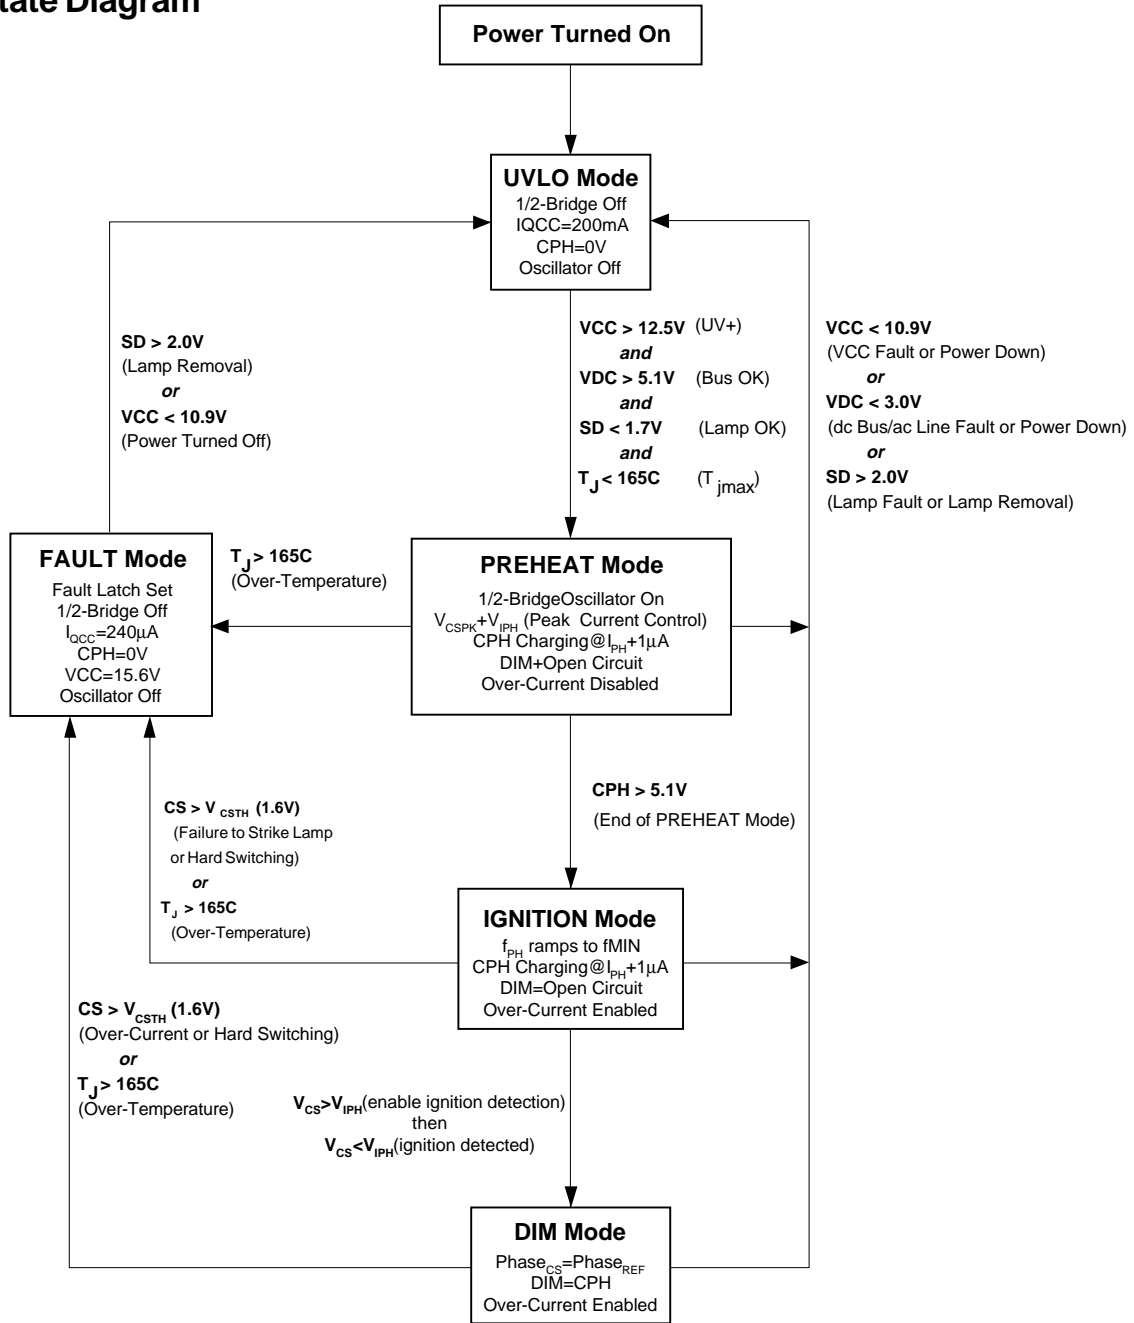 tate Diagram
Power Turned On
UVLO Mode
1/2-Bridge Off
IQCC=200mA
CPH=0V
Oscillator Off
SD > 2.0V
(Lamp Removal)
or
VCC < 10.9V
(Power Turned Off)
VCC > 12.5V (UV+)
and
VDC > 5.1V (Bus OK)
and
SD < 1.7V (Lamp OK)
and
TJ < 165C (Tjmax)
VCC < 10.9V
(VCC Fault or Power Down)
or
VDC < 3.0V
(dc Bus/ac Line Fault or Power Down)
or
SD > 2.0V
(Lamp Fault or Lamp Removal)
FAULT Mode
Fault Latch Set
1/2-Bridge Off
IQCC=240µA
CPH=0V
VCC=15.6V
Oscillator Off
TJ > 165C
(Over-Temperature)
PREHEAT Mode
1/2-BridgeOscillator On
VCSPK+VIPH (Peak Current Control)
CPH Charging@IPH+1µA
DIM+Open Circuit
Over-Current Disabled
CPH > 5.1V
(End of PREHEAT Mode)
CS > VCSTH (1.6V)
(Failure to Strike Lamp
or Hard Switching)
or
TJ > 165C
(Over-Temperature)
IGNITION Mode
fPH ramps to fMIN
CPH Charging@IPH+1µA
DIM=Open Circuit
Over-Current Enabled
CS > VCSTH (1.6V)
(Over-Current or Hard Switching)
or
TJ > 165C
(Over-Temperature)
VCS>VIPH(enable ignition detection)
then
VCS<VIPH(ignition detected)
DIM Mode
PhaseCS=PhaseREF
DIM=CPH
Over-Current Enabled